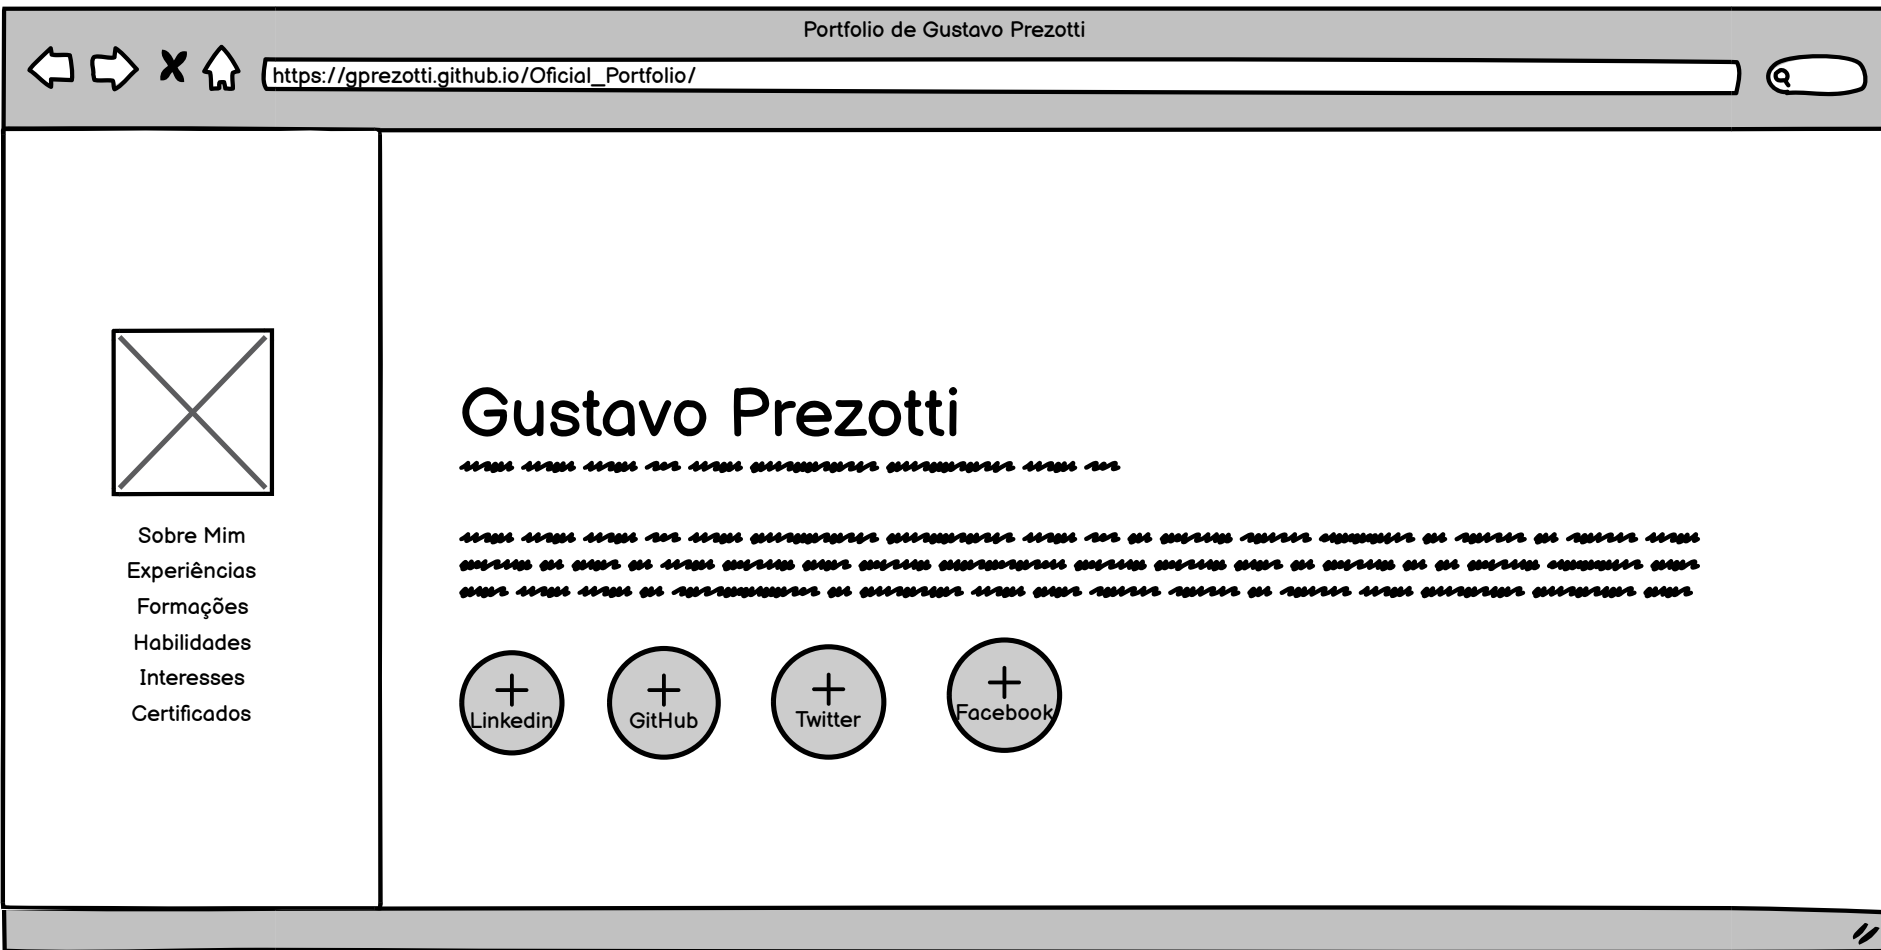 Portfolio de Gustavo Prezotti
https://gprezotti.github.io/Oficial_Portfolio/
Sobre Mim
Experiências
Formações
Habilidades
Interesses
Certificados
Gustavo Prezotti
Linkedin
GitHub
Twitter
Facebook